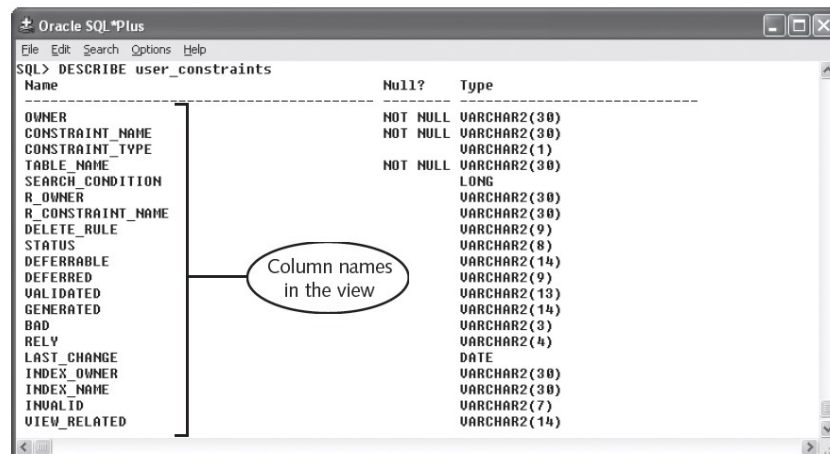 Oracle SQL*Plus
File Edit Search Options Help
SQL> DESCRIBE user_constraints
Name Null? Type
----------------------------------------- -------- ----------------------------
OWNER NOT NULL VARCHAR2(30)
CONSTRAINT_NAME NOT NULL VARCHAR2(30)
CONSTRAINT_TYPE VARCHAR2(1)
TABLE_NAME NOT NULL VARCHAR2(30)
SEARCH_CONDITION LONG
R_OWNER VARCHAR2(30)
R_CONSTRAINT_NAME VARCHAR2(30)
DELETE_RULE VARCHAR2(9)
STATUS VARCHAR2(8)
DEFERRABLE VARCHAR2(14)
DEFERRED VARCHAR2(9)
VALIDATED VARCHAR2(13)
GENERATED VARCHAR2(14)
BAD VARCHAR2(3)
RELY VARCHAR2(4)
LAST_CHANGE DATE
INDEX_OWNER VARCHAR2(30)
INDEX_NAME VARCHAR2(30)
INVALID VARCHAR2(7)
VIEW_RELATED VARCHAR2(14)
Column names
in the view